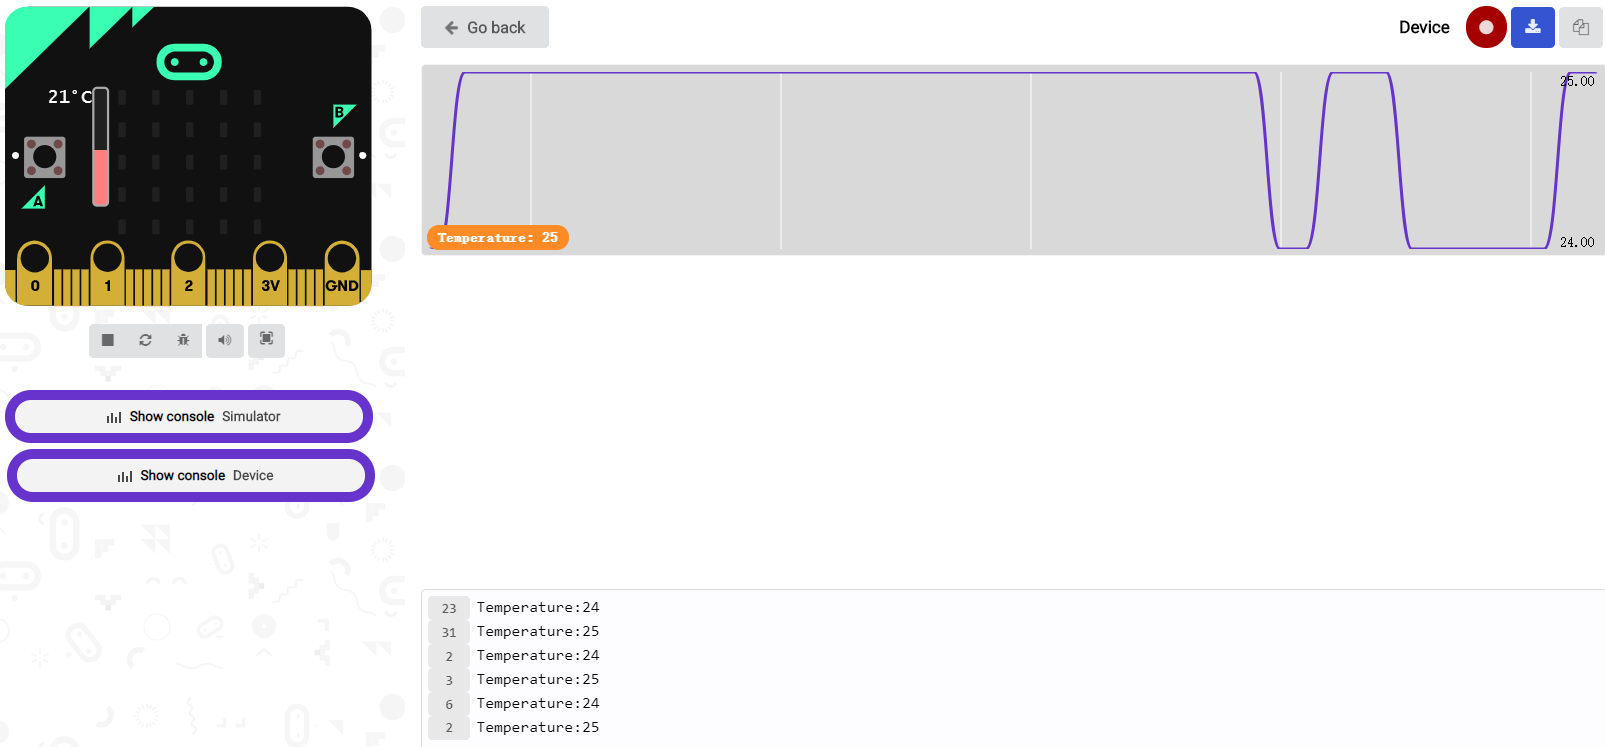 Go back
Device
21°C
B
A
0
1
2
3V
GND
25.00
Temperature: 25
24.00
Show console Simulator
Show console Device
23 Temperature:24
31 Temperature:25
2 Temperature:24
3 Temperature:25
6 Temperature:24
2 Temperature:25